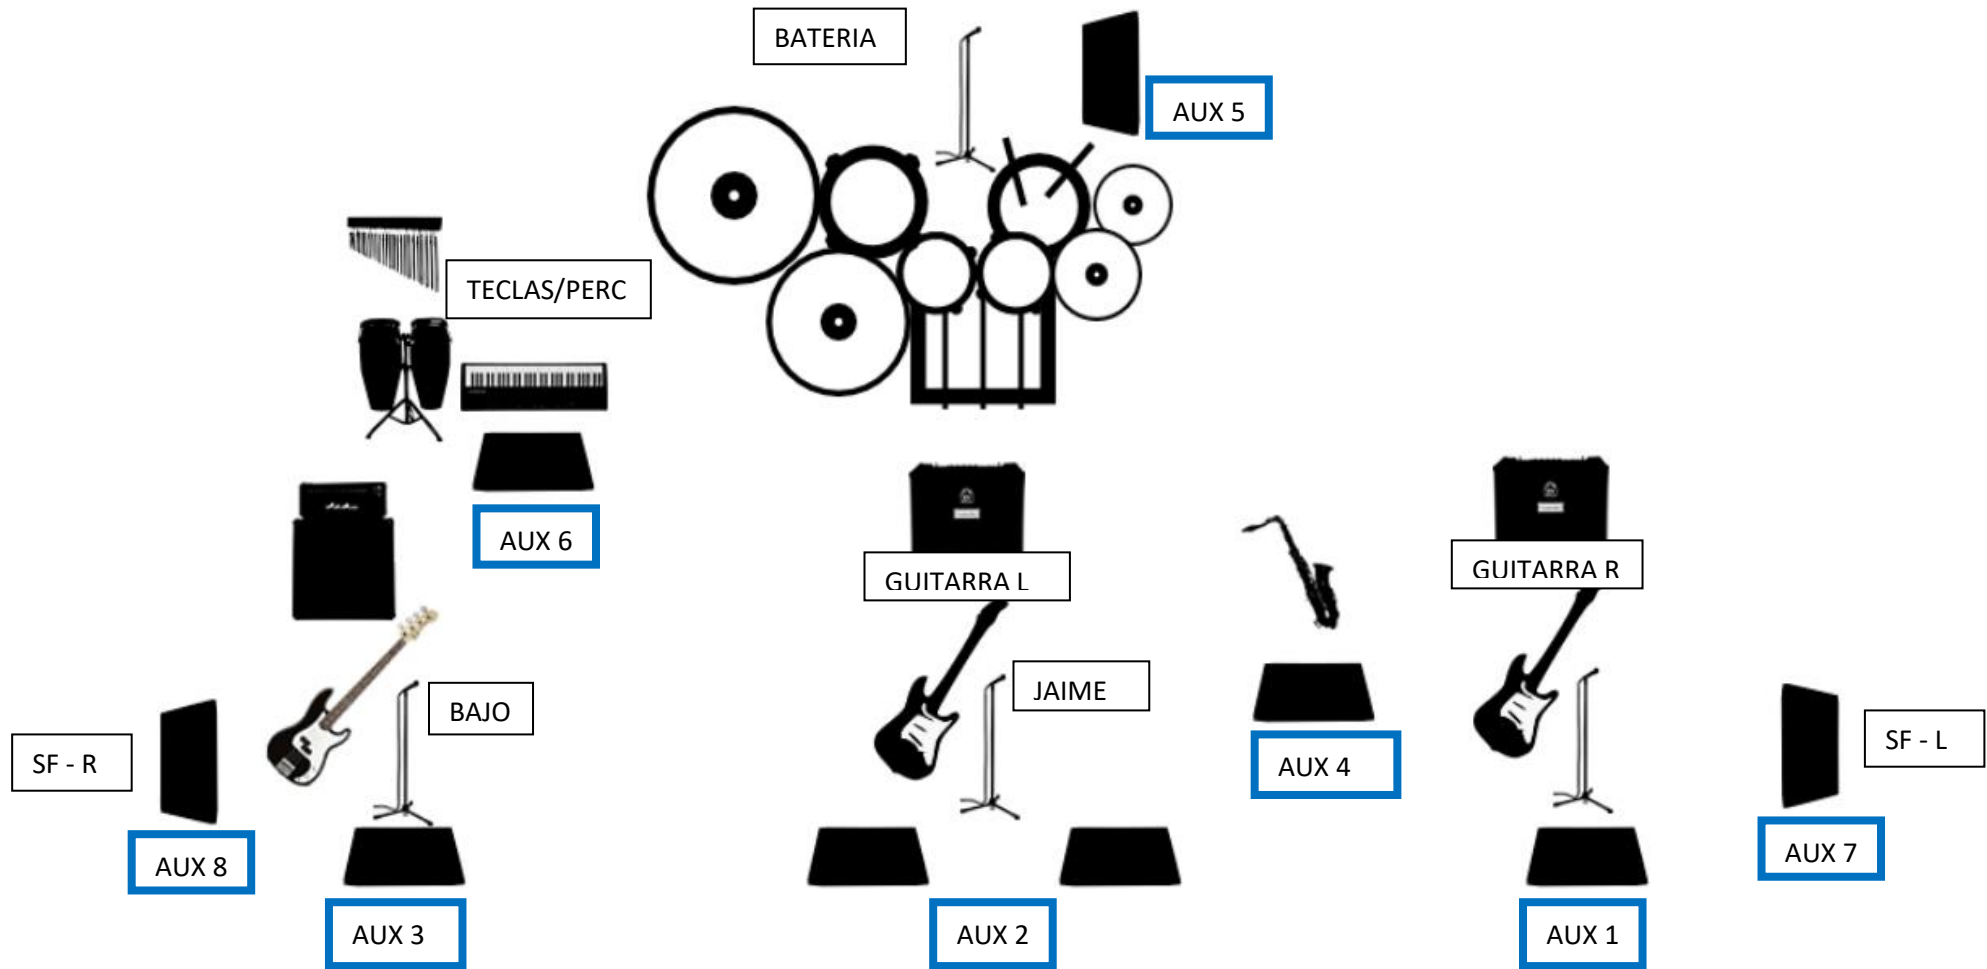 BATERIA
AUX 5
TECLAS/PERC
AUX 6
GUITARRA L
GUITARRA R
JAIME
BAJO
SF - R
SF - L
AUX 4
AUX 8
AUX 7
AUX 3
AUX 2
AUX 1